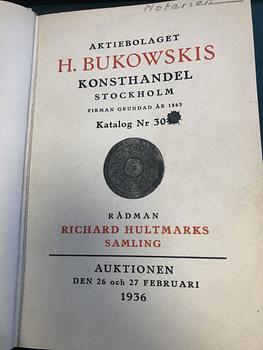 Notarien
AKTIEBOLAGET
H. BUKOWSKIS
KONSTHANDEL
STOCKHOLM
FIRMAN GRUNDAD ÅR 1863
Katalog Nr 30
RÅDMAN
RICHARD HULTMARKS
SAMLING
AUKTIONEN
DEN 26 och 27 FEBRUARI
1936